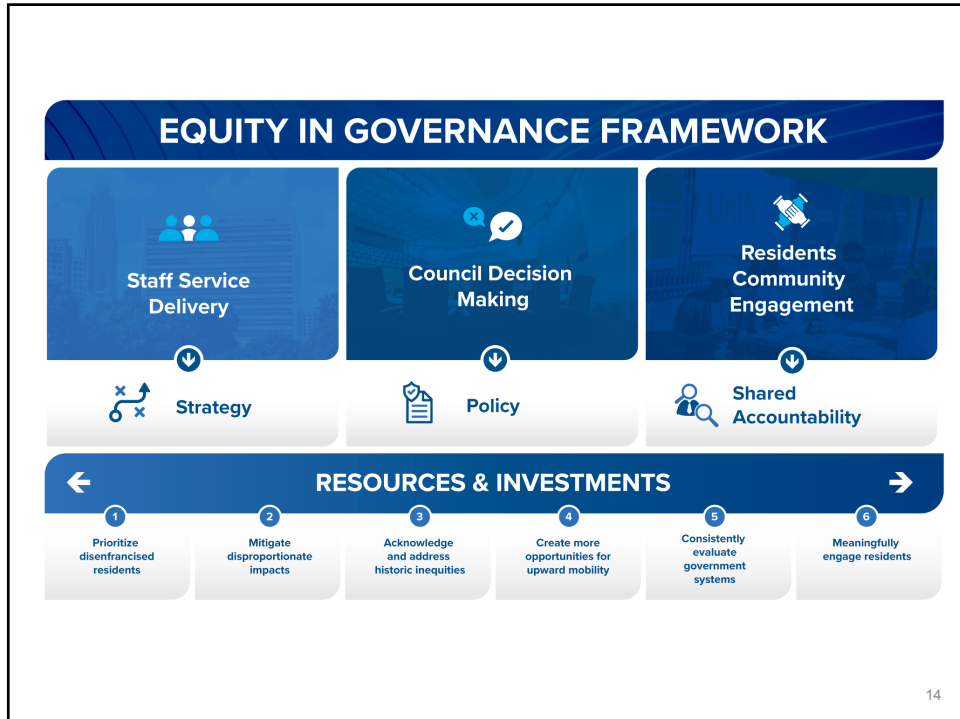 EQUITY IN GOVERNANCE FRAMEWORK
Staff Service
Delivery
Council Decision
Making
Residents
Community
Engagement
Strategy
Policy
Shared
Accountability
RESOURCES & INVESTMENTS
1
Prioritize
disenfrancised
residents
2
Mitigate
disproportionate
impacts
3
Acknowledge
and address
historic inequities
4
Create more
opportunities for
upward mobility
5
Consistently
evaluate
government
systems
6
Meaningfully
engage residents
14